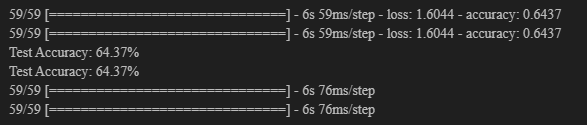 59/59 [==============================] - 6s 59ms/step - loss: 1.6044 - accuracy: 0.6437
59/59 [==============================] - 6s 59ms/step - loss: 1.6044 - accuracy: 0.6437
Test Accuracy: 64.37%
Test Accuracy: 64.37%
59/59 [==============================] - 6s 76ms/step
59/59 [==============================] - 6s 76ms/step